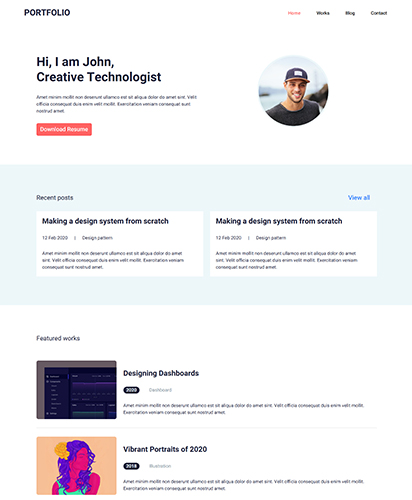 PORTFOLIO
Home Works Blog Contact
Hi, I am John,
Creative Technologist
Amet minim mollit non deserunt ullamco est sit aliqua dolor do amet sint. Velit
officia consequat duis enim velit mollit. Exercitation veniam consequat sunt
nostrud amet.
Download Resume
Recent posts
View all
Making a design system from scratch
12 Feb 2020 | Design pattern
Amet minim mollit non deserunt ullamco est sit aliqua dolor do amet
sint. Velit officia consequat duis enim velit mollit. Exercitation veniam
consequat sunt nostrud amet.
Making a design system from scratch
12 Feb 2020 | Design pattern
Amet minim mollit non deserunt ullamco est sit aliqua dolor do amet
sint. Velit officia consequat duis enim velit mollit. Exercitation veniam
consequat sunt nostrud amet.
Featured works
Designing Dashboards
2020 Dashboard
Amet minim mollit non deserunt ullamco est sit aliqua dolor do amet sint. Velit officia consequat duis enim velit mollit.
Exercitation veniam consequat sunt nostrud amet.
Vibrant Portraits of 2020
2018 Illustration
Amet minim mollit non deserunt ullamco est sit aliqua dolor do amet sint. Velit officia consequat duis enim velit mollit.
Exercitation veniam consequat sunt nostrud amet.